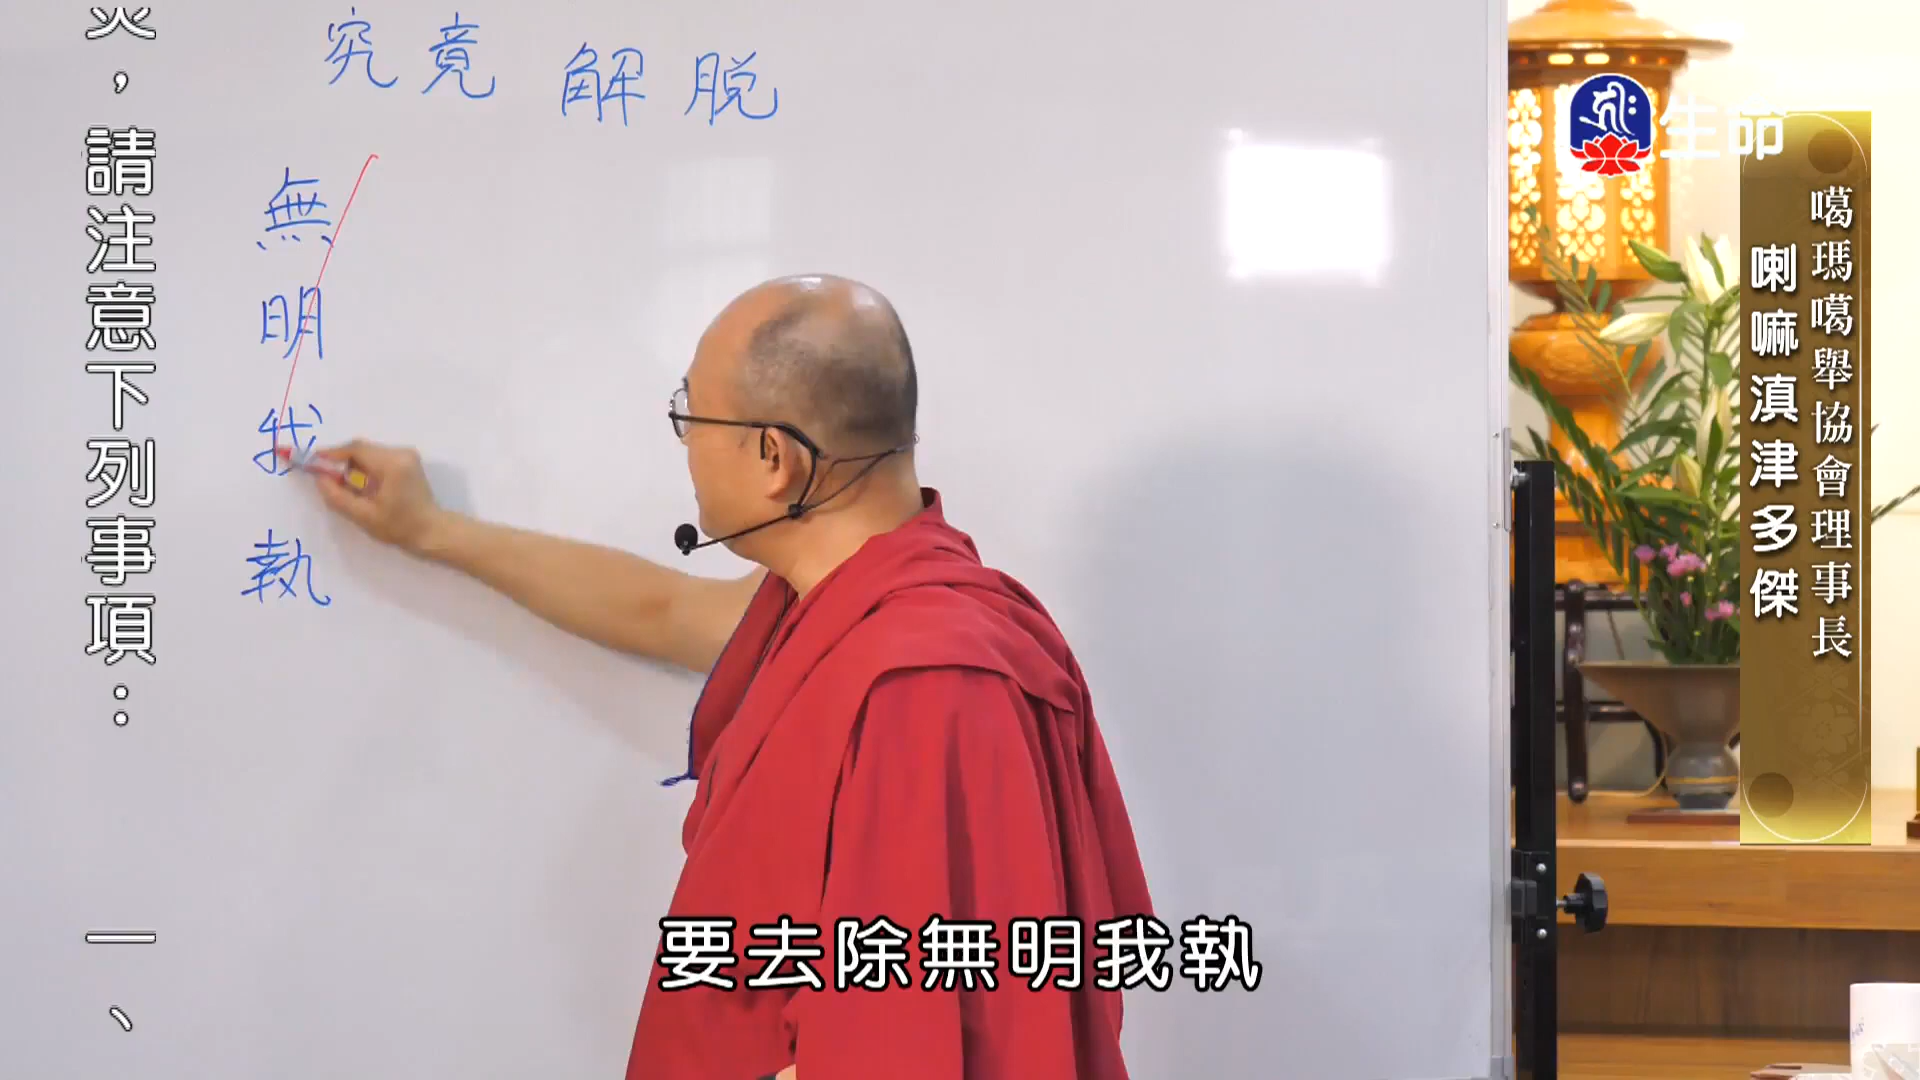 究竟解脫
無明我執
災，請注意下列事項： 一、
生命
噶瑪噶舉協會理事長
喇嘛滇津多傑
要去除無明我執